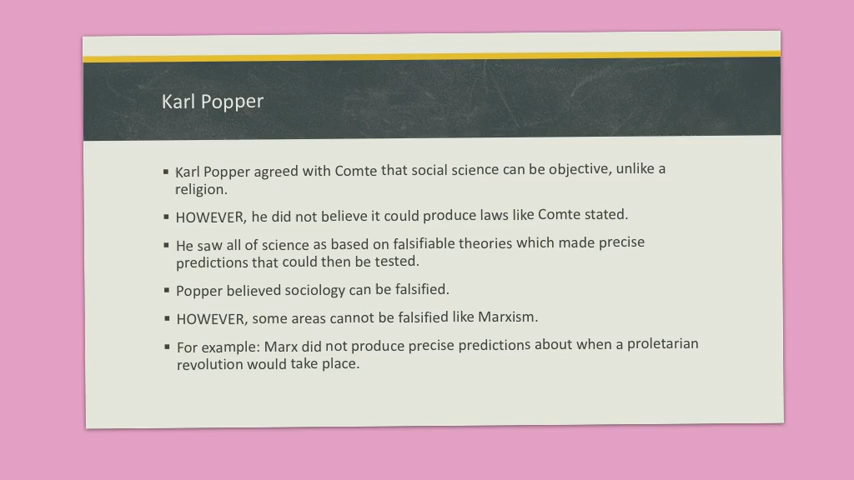 Karl Popper
▪ Karl Popper agreed with Comte that social science can be objective, unlike a
religion.
▪ HOWEVER, he did not believe it could produce laws like Comte stated.
▪ He saw all of science as based on falsifiable theories which made precise
predictions that could then be tested.
▪ Popper believed sociology can be falsified.
▪ HOWEVER, some areas cannot be falsified like Marxism.
▪ For example: Marx did not produce precise predictions about when a proletarian
revolution would take place.